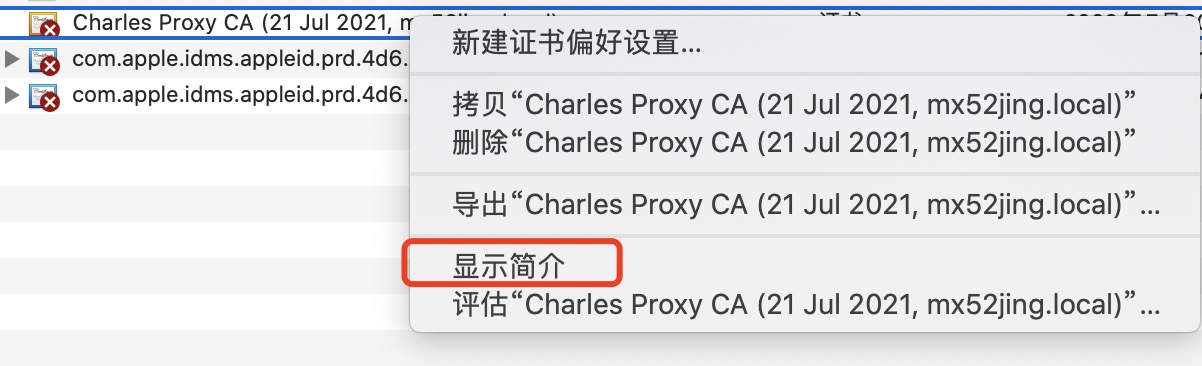 Charles Proxy CA (21 Jul 2021, m
新建证书偏好设置...
com.apple.idms.appleid.prd.4d6.
com.apple.idms.appleid.prd.4d6.
拷贝“Charles Proxy CA (21 Jul 2021, mx52jing.local)”
删除“Charles Proxy CA (21 Jul 2021, mx52jing.local)”
导出“Charles Proxy CA (21 Jul 2021, mx52jing.local)”...
显示简介
评估“Charles Proxy CA (21 Jul 2021, mx52jing.local)”...